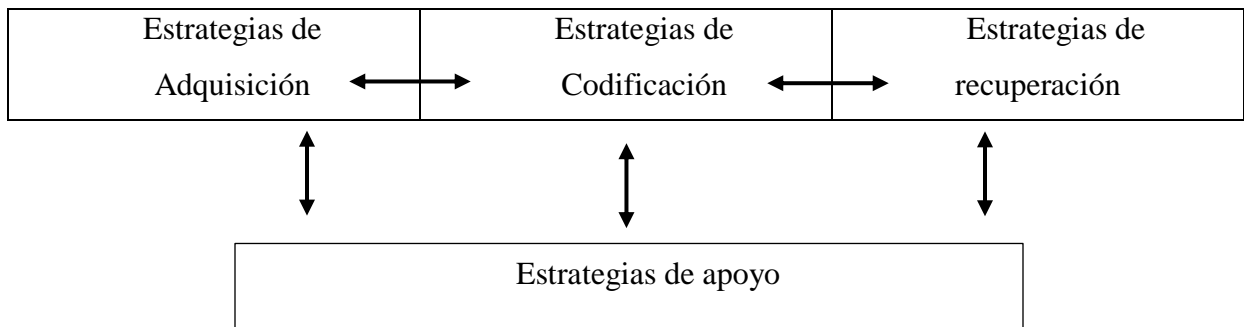 Estrategias de
Adquisición
Estrategias de
Codificación
Estrategias de
recuperación
Estrategias de apoyo